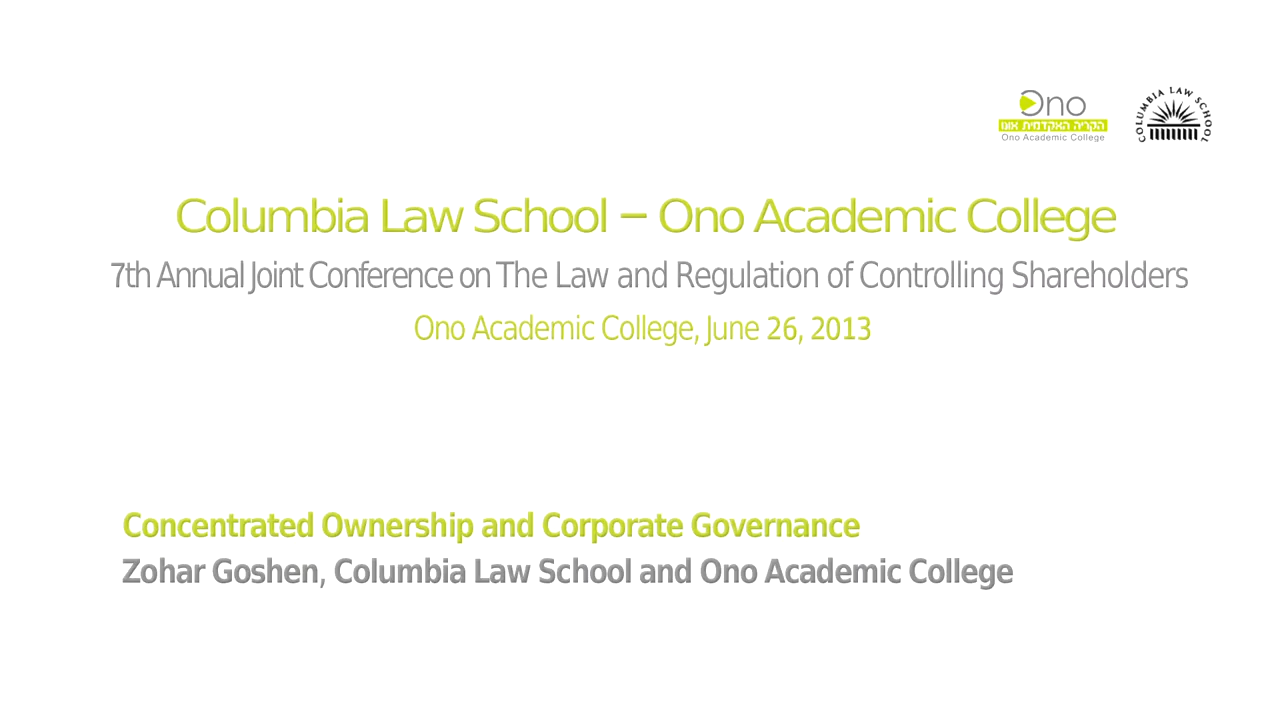 Ono
הקריה האקדמית אונו
Ono Academic College
COLUMBIA LAW SCHOOL
Columbia Law School – Ono Academic College
7th Annual Joint Conference on The Law and Regulation of Controlling Shareholders
Ono Academic College, June 26, 2013
Concentrated Ownership and Corporate Governance
Zohar Goshen, Columbia Law School and Ono Academic College